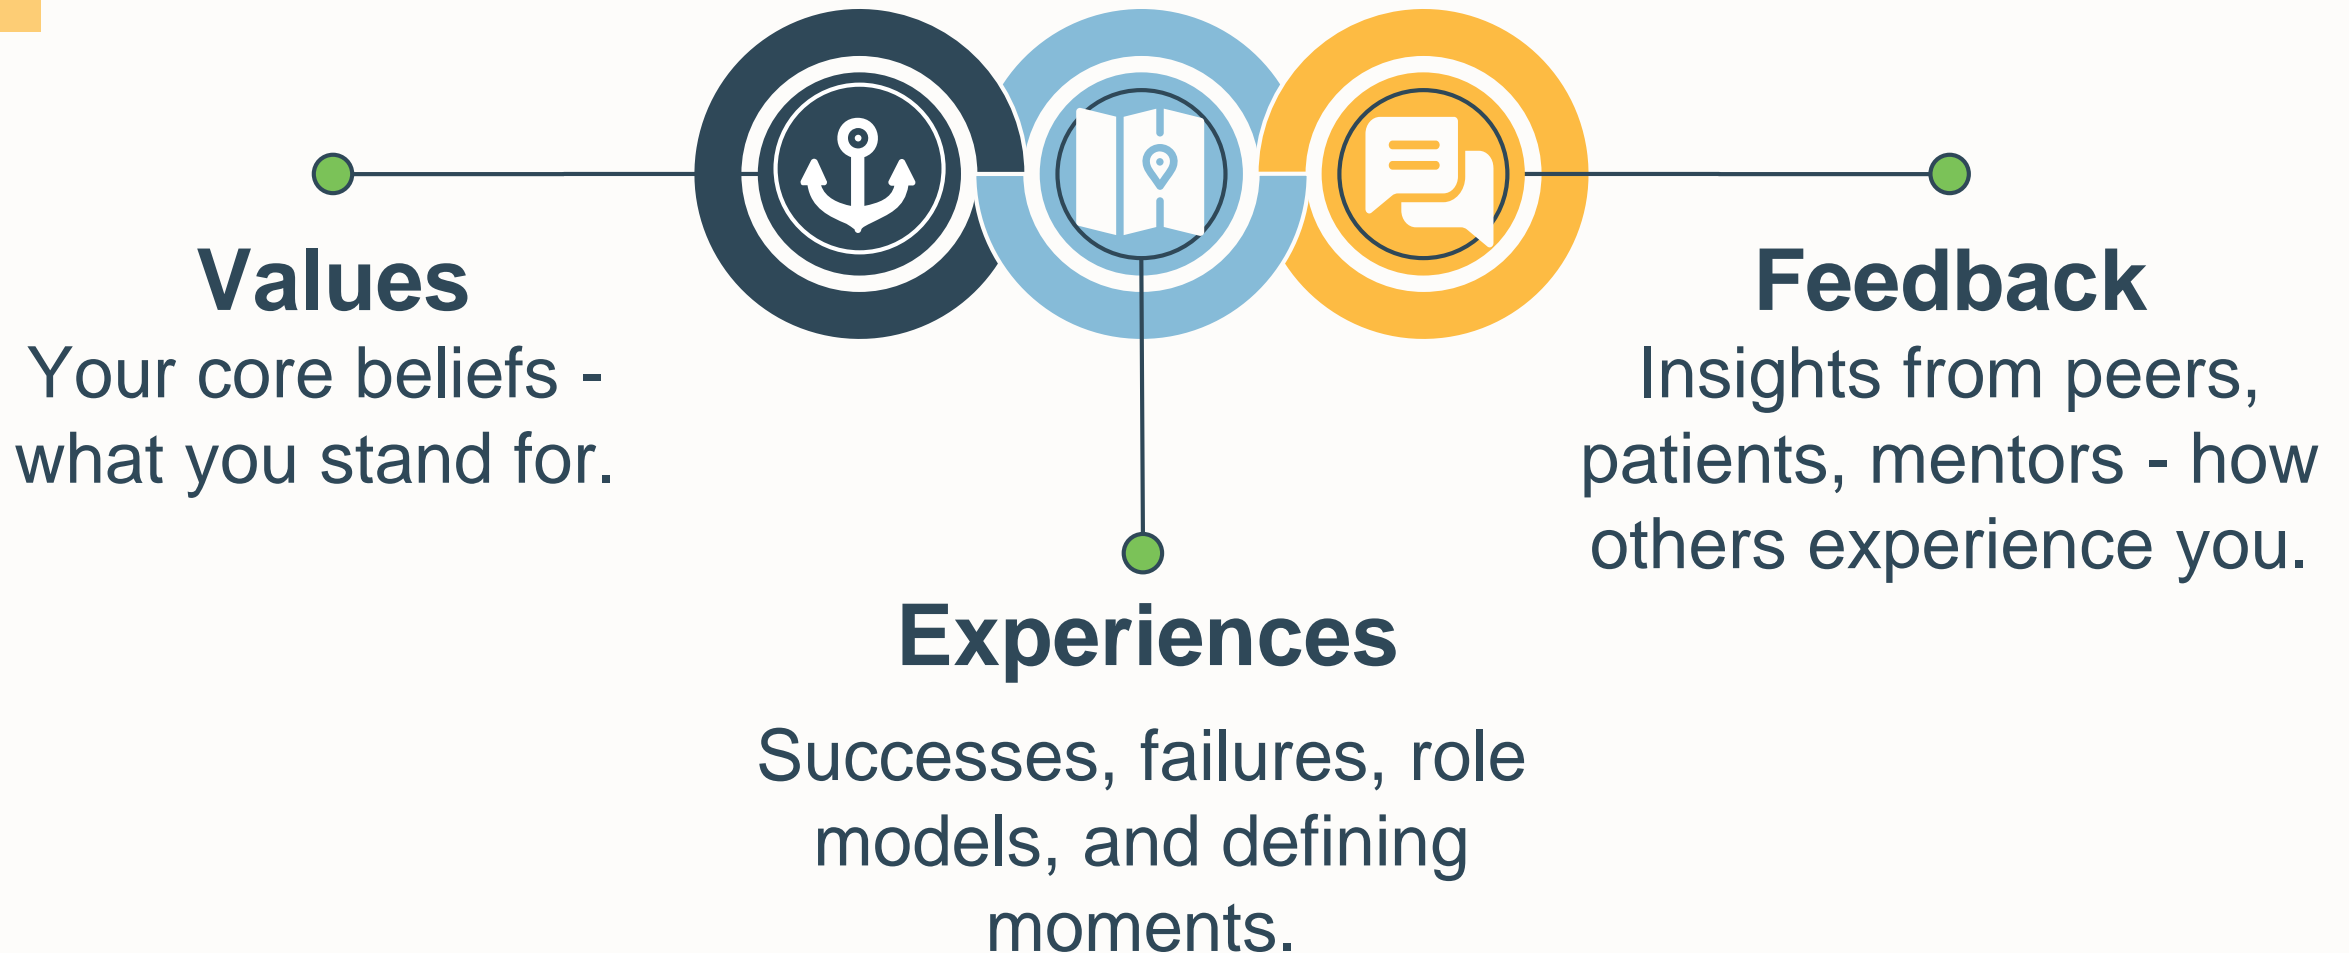 Values
Your core beliefs -
what you stand for.
Experiences
Successes, failures, role
models, and defining
moments.
Feedback
Insights from peers,
patients, mentors - how
others experience you.